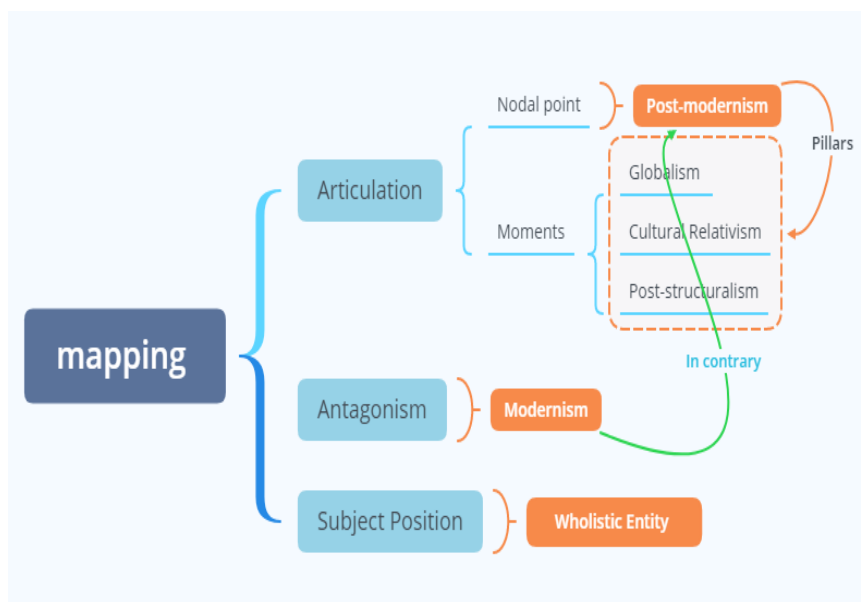 Nodal point
Post-modernism
Pillars
Articulation
Globalism
Moments
Cultural Relativism
Post-structuralism
mapping
In contrary
Antagonism
Modernism
Subject Position
Wholistic Entity